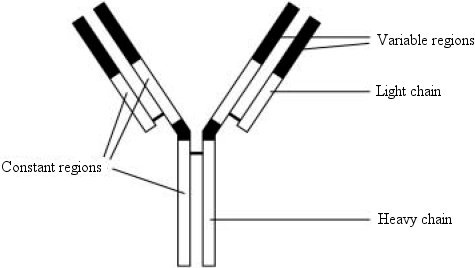 Variable regions
Light chain
Constant regions
Heavy chain